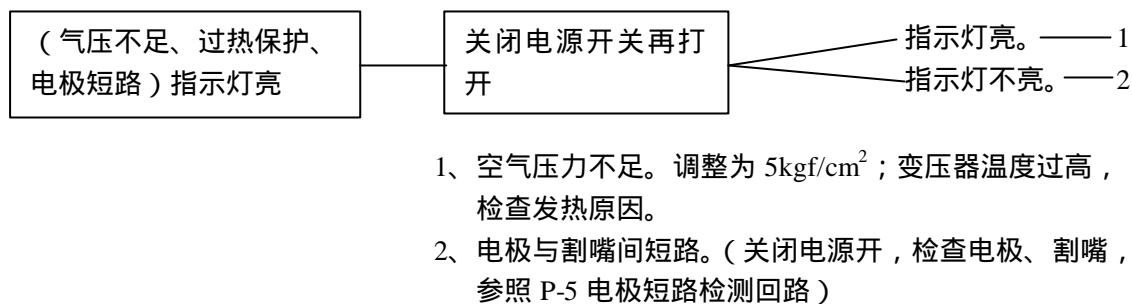 （气压不足、过热保护、
电极短路）指示灯亮
关闭电源开关再打
开
指示灯亮。—— 1
指示灯不亮。—— 2
1、空气压力不足。调整为 5kgf/cm²；变压器温度过高，
检查发热原因。
2、电极与割嘴间短路。（关闭电源开，检查电极、割嘴，
参照 P-5 电极短路检测回路）